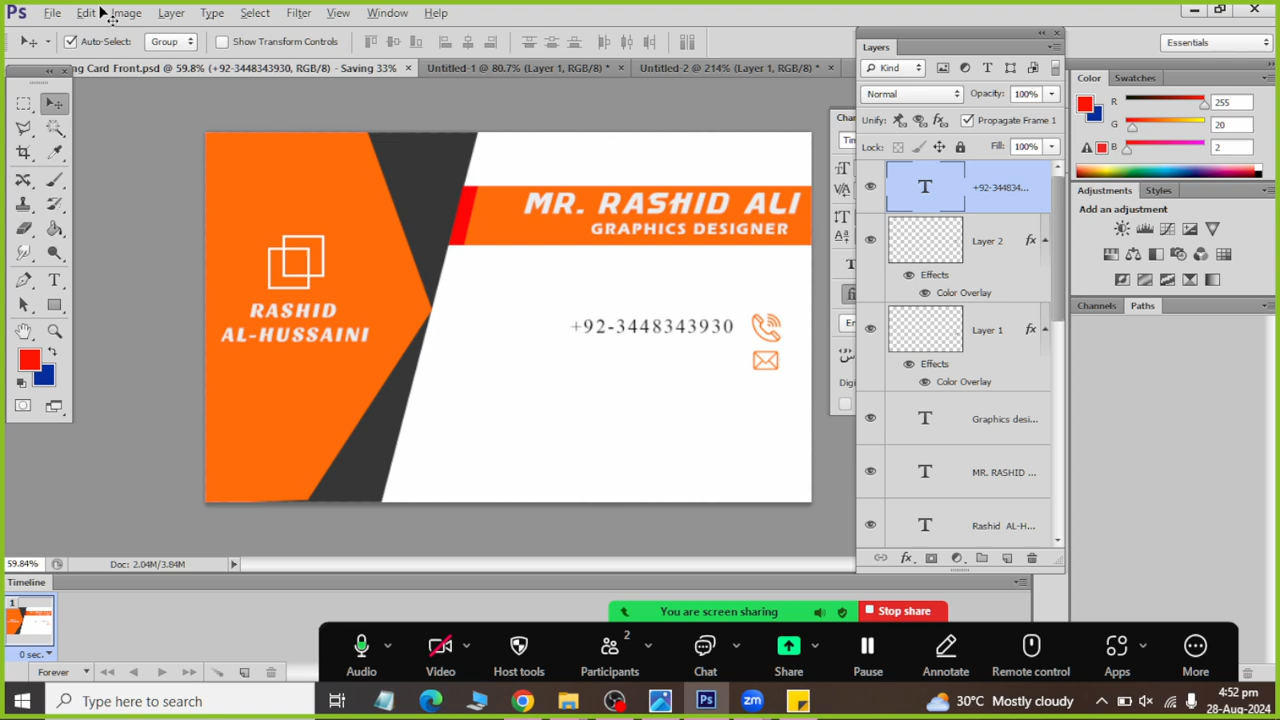 Ps File Edit Image Layer Type Select Filter View Window Help
Auto-Select: Group Show Transform Controls Essentials
ng Card Front.psd @ 59.8% (+92-3448343930, RGB/8) - Saving 33% × Untitled-1 @ 80.7% (Layer 1, RGB/8) * × Untitled-2 @ 214% (Layer 1, RGB/8) * ×
Layers
Kind
Normal Opacity: 100%
Unify: Propagate Frame 1
Lock: Fill: 100%
T +92-344834...
Layer 2 fx
Effects
Color Overlay
Layer 1 fx
Effects
Color Overlay
T Graphics desi...
T MR. RASHID ...
T Rashid AL-H...
Color Swatches
R 255
G 20
B 2
Adjustments Styles
Add an adjustment
Channels Paths
MR. RASHID ALI
GRAPHICS DESIGNER
RASHID
AL-HUSSAINI
+92-3448343930
59.84% Doc: 2.04M/3.84M
Timeline
1
0 sec.
Forever
You are screen sharing Stop share
2
Audio Video Host tools Participants Chat Share Pause Annotate Remote control Apps More
Type here to search
Ps zm
30°C Mostly cloudy
4:52 pm
28-Aug-2024